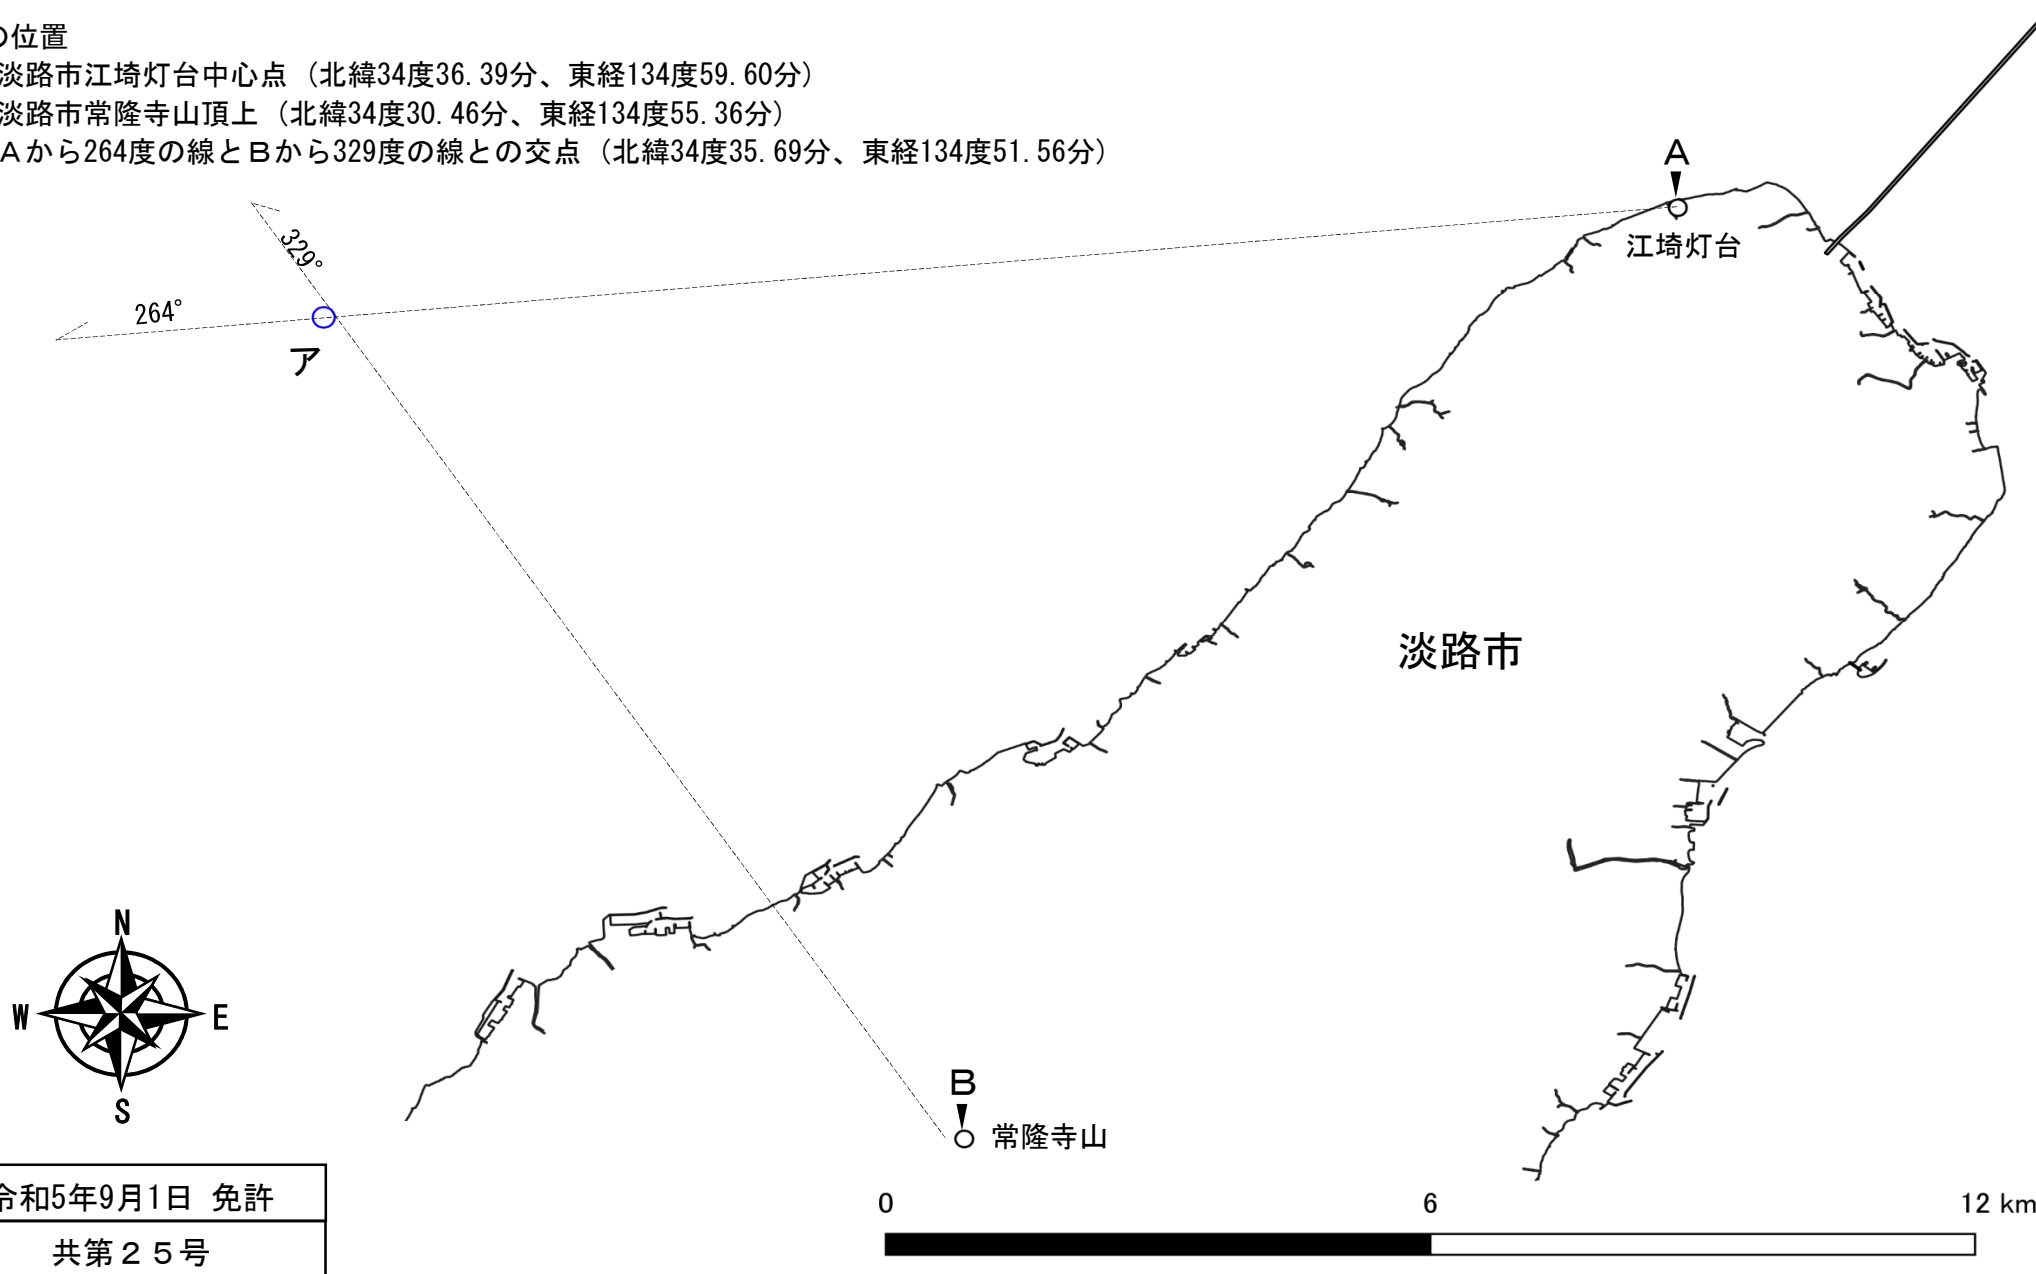 の位置
淡路市江埼灯台中心点（北緯34度36.39分、東経134度59.60分）
淡路市常隆寺山頂上（北緯34度30.46分、東経134度55.36分）
Ａから264度の線とＢから329度の線との交点（北緯34度35.69分、東経134度51.56分）
A
329°
江埼灯台
264°
ア
淡路市
N
W
E
S
B
常隆寺山
令和5年9月1日 免許
共第２５号
0
6
12 km